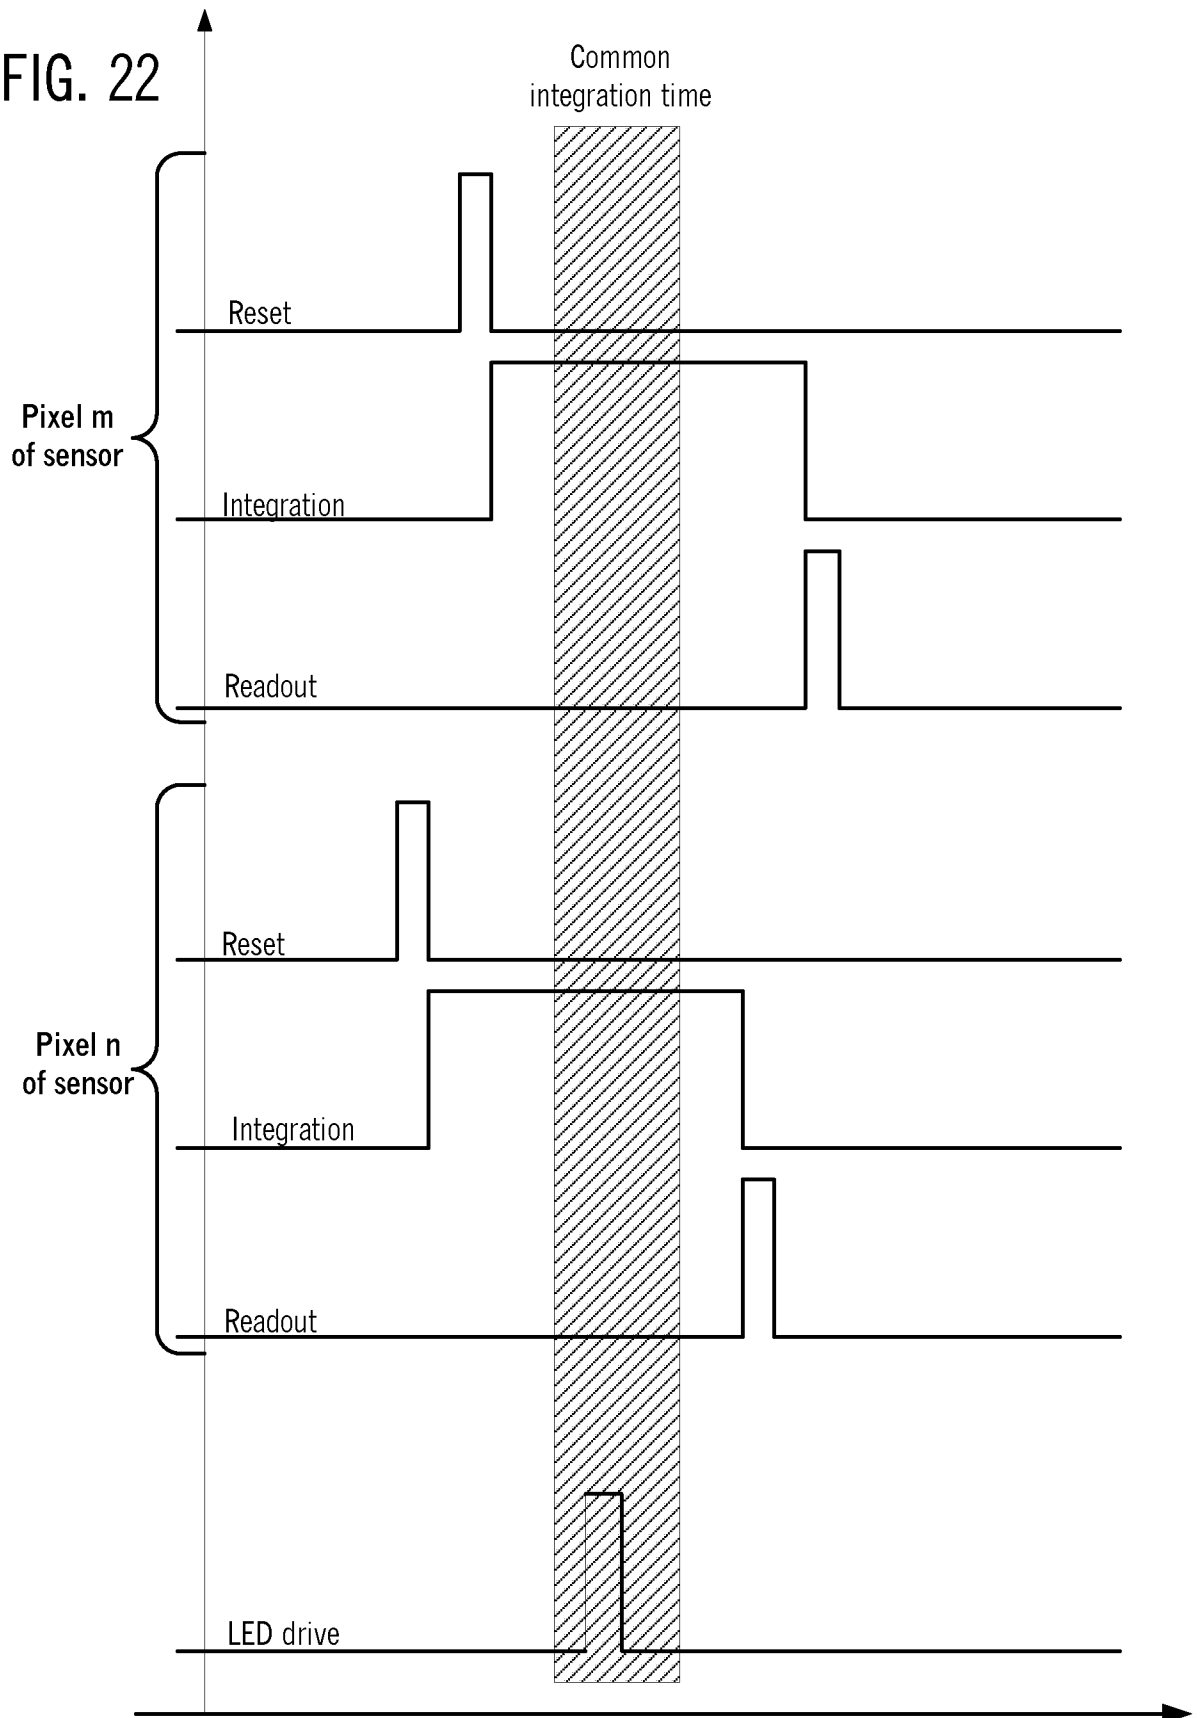 FIG. 22
Common
integration time
Reset
Pixel m
of sensor
Integration
Readout
Reset
Pixel n
of sensor
Integration
Readout
LED drive